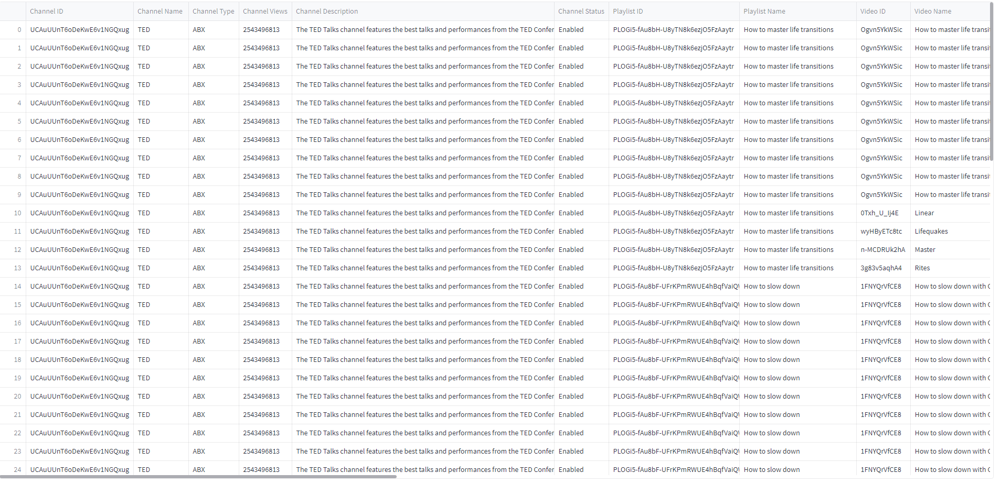 Channel ID Channel Name Channel Type Channel Views Channel Description Channel Status Playlist ID Playlist Name Video ID Video Name
0 UCAuUUnT6oDeKwE6v1NGQxug TED ABX 2543496813 The TED Talks channel features the best talks and performances from the TED Confer Enabled PLOGi5-fAu8bH-U8yTN8k6ezjO5FzAaytr How to master life transitions Ogvn5YkWSic How to master life transi
1 UCAuUUnT6oDeKwE6v1NGQxug TED ABX 2543496813 The TED Talks channel features the best talks and performances from the TED Confer Enabled PLOGi5-fAu8bH-U8yTN8k6ezjO5FzAaytr How to master life transitions Ogvn5YkWSic How to master life transi
2 UCAuUUnT6oDeKwE6v1NGQxug TED ABX 2543496813 The TED Talks channel features the best talks and performances from the TED Confer Enabled PLOGi5-fAu8bH-U8yTN8k6ezjO5FzAaytr How to master life transitions Ogvn5YkWSic How to master life transi
3 UCAuUUnT6oDeKwE6v1NGQxug TED ABX 2543496813 The TED Talks channel features the best talks and performances from the TED Confer Enabled PLOGi5-fAu8bH-U8yTN8k6ezjO5FzAaytr How to master life transitions Ogvn5YkWSic How to master life transi
4 UCAuUUnT6oDeKwE6v1NGQxug TED ABX 2543496813 The TED Talks channel features the best talks and performances from the TED Confer Enabled PLOGi5-fAu8bH-U8yTN8k6ezjO5FzAaytr How to master life transitions Ogvn5YkWSic How to master life transi
5 UCAuUUnT6oDeKwE6v1NGQxug TED ABX 2543496813 The TED Talks channel features the best talks and performances from the TED Confer Enabled PLOGi5-fAu8bH-U8yTN8k6ezjO5FzAaytr How to master life transitions Ogvn5YkWSic How to master life transi
6 UCAuUUnT6oDeKwE6v1NGQxug TED ABX 2543496813 The TED Talks channel features the best talks and performances from the TED Confer Enabled PLOGi5-fAu8bH-U8yTN8k6ezjO5FzAaytr How to master life transitions Ogvn5YkWSic How to master life transi
7 UCAuUUnT6oDeKwE6v1NGQxug TED ABX 2543496813 The TED Talks channel features the best talks and performances from the TED Confer Enabled PLOGi5-fAu8bH-U8yTN8k6ezjO5FzAaytr How to master life transitions Ogvn5YkWSic How to master life transi
8 UCAuUUnT6oDeKwE6v1NGQxug TED ABX 2543496813 The TED Talks channel features the best talks and performances from the TED Confer Enabled PLOGi5-fAu8bH-U8yTN8k6ezjO5FzAaytr How to master life transitions Ogvn5YkWSic How to master life transi
9 UCAuUUnT6oDeKwE6v1NGQxug TED ABX 2543496813 The TED Talks channel features the best talks and performances from the TED Confer Enabled PLOGi5-fAu8bH-U8yTN8k6ezjO5FzAaytr How to master life transitions Ogvn5YkWSic How to master life transi
10 UCAuUUnT6oDeKwE6v1NGQxug TED ABX 2543496813 The TED Talks channel features the best talks and performances from the TED Confer Enabled PLOGi5-fAu8bH-U8yTN8k6ezjO5FzAaytr How to master life transitions 0Txh_U_Ij4E Linear
11 UCAuUUnT6oDeKwE6v1NGQxug TED ABX 2543496813 The TED Talks channel features the best talks and performances from the TED Confer Enabled PLOGi5-fAu8bH-U8yTN8k6ezjO5FzAaytr How to master life transitions wyHByETc8tc Lifequakes
12 UCAuUUnT6oDeKwE6v1NGQxug TED ABX 2543496813 The TED Talks channel features the best talks and performances from the TED Confer Enabled PLOGi5-fAu8bH-U8yTN8k6ezjO5FzAaytr How to master life transitions n-MCDRUk2hA Master
13 UCAuUUnT6oDeKwE6v1NGQxug TED ABX 2543496813 The TED Talks channel features the best talks and performances from the TED Confer Enabled PLOGi5-fAu8bH-U8yTN8k6ezjO5FzAaytr How to master life transitions 3g83v5aqhA4 Rites
14 UCAuUUnT6oDeKwE6v1NGQxug TED ABX 2543496813 The TED Talks channel features the best talks and performances from the TED Confer Enabled PLOGi5-fAu8bF-UFrKPmRWUE4hBqfVaiQ How to slow down 1FNYQrVfCE8 How to slow down with
15 UCAuUUnT6oDeKwE6v1NGQxug TED ABX 2543496813 The TED Talks channel features the best talks and performances from the TED Confer Enabled PLOGi5-fAu8bF-UFrKPmRWUE4hBqfVaiQ How to slow down 1FNYQrVfCE8 How to slow down with
16 UCAuUUnT6oDeKwE6v1NGQxug TED ABX 2543496813 The TED Talks channel features the best talks and performances from the TED Confer Enabled PLOGi5-fAu8bF-UFrKPmRWUE4hBqfVaiQ How to slow down 1FNYQrVfCE8 How to slow down with
17 UCAuUUnT6oDeKwE6v1NGQxug TED ABX 2543496813 The TED Talks channel features the best talks and performances from the TED Confer Enabled PLOGi5-fAu8bF-UFrKPmRWUE4hBqfVaiQ How to slow down 1FNYQrVfCE8 How to slow down with
18 UCAuUUnT6oDeKwE6v1NGQxug TED ABX 2543496813 The TED Talks channel features the best talks and performances from the TED Confer Enabled PLOGi5-fAu8bF-UFrKPmRWUE4hBqfVaiQ How to slow down 1FNYQrVfCE8 How to slow down with
19 UCAuUUnT6oDeKwE6v1NGQxug TED ABX 2543496813 The TED Talks channel features the best talks and performances from the TED Confer Enabled PLOGi5-fAu8bF-UFrKPmRWUE4hBqfVaiQ How to slow down 1FNYQrVfCE8 How to slow down with
20 UCAuUUnT6oDeKwE6v1NGQxug TED ABX 2543496813 The TED Talks channel features the best talks and performances from the TED Confer Enabled PLOGi5-fAu8bF-UFrKPmRWUE4hBqfVaiQ How to slow down 1FNYQrVfCE8 How to slow down with
21 UCAuUUnT6oDeKwE6v1NGQxug TED ABX 2543496813 The TED Talks channel features the best talks and performances from the TED Confer Enabled PLOGi5-fAu8bF-UFrKPmRWUE4hBqfVaiQ How to slow down 1FNYQrVfCE8 How to slow down with
22 UCAuUUnT6oDeKwE6v1NGQxug TED ABX 2543496813 The TED Talks channel features the best talks and performances from the TED Confer Enabled PLOGi5-fAu8bF-UFrKPmRWUE4hBqfVaiQ How to slow down 1FNYQrVfCE8 How to slow down with
23 UCAuUUnT6oDeKwE6v1NGQxug TED ABX 2543496813 The TED Talks channel features the best talks and performances from the TED Confer Enabled PLOGi5-fAu8bF-UFrKPmRWUE4hBqfVaiQ How to slow down 1FNYQrVfCE8 How to slow down with
24 UCAuUUnT6oDeKwE6v1NGQxug TED ABX 2543496813 The TED Talks channel features the best talks and performances from the TED Confer Enabled PLOGi5-fAu8bF-UFrKPmRWUE4hBqfVaiQ How to slow down 1FNYQrVfCE8 How to slow down with